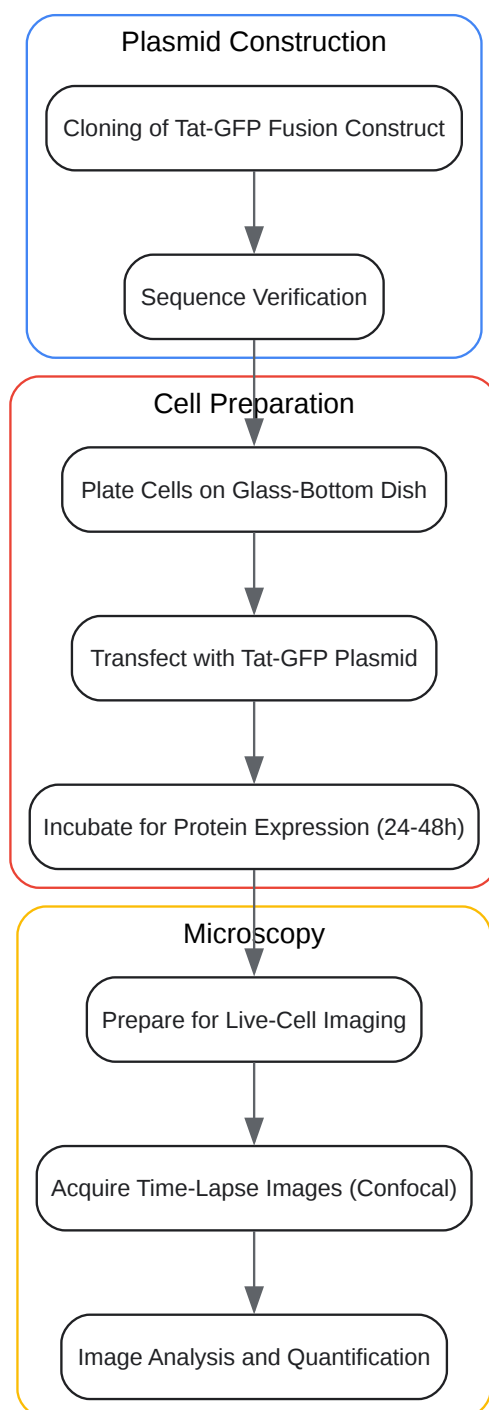 Plasmid Construction
Cloning of Tat-GFP Fusion Construct
Sequence Verification
Cell Preparation
Plate Cells on Glass-Bottom Dish
Transfect with Tat-GFP Plasmid
Incubate for Protein Expression (24-48h)
Microscopy
Prepare for Live-Cell Imaging
Acquire Time-Lapse Images (Confocal)
Image Analysis and Quantification